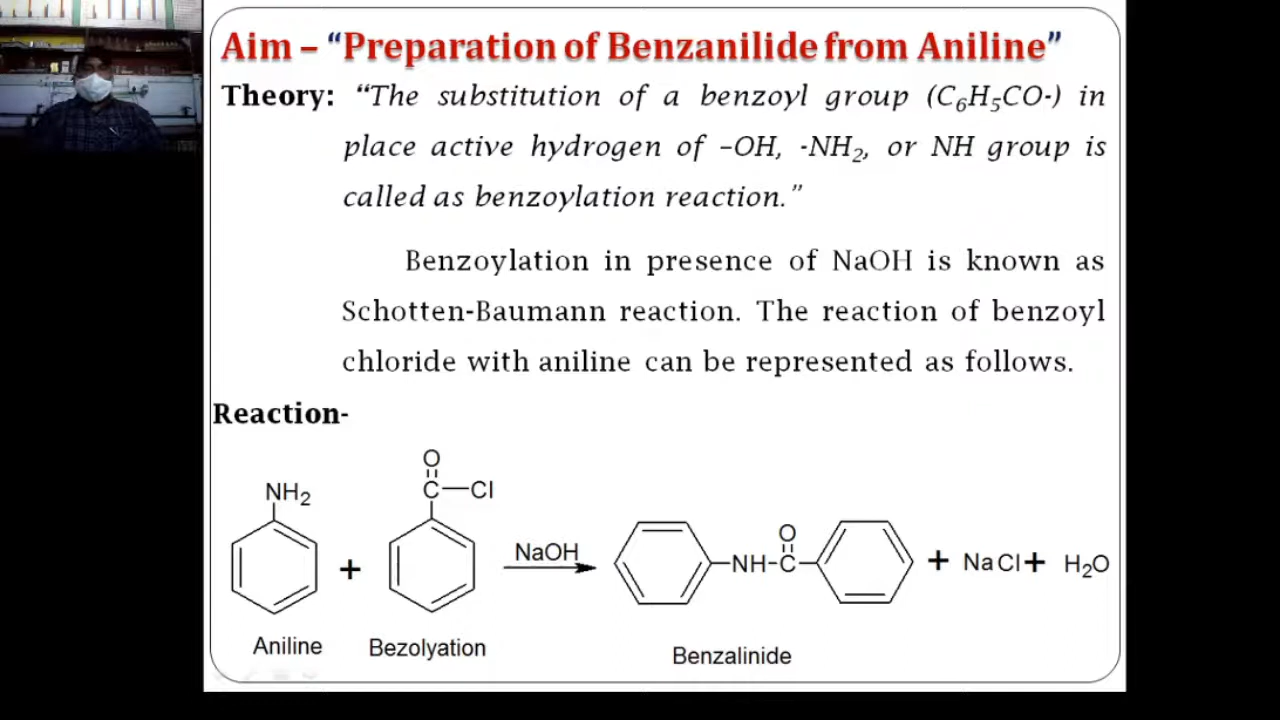 Aim – “Preparation of Benzanilide from Aniline”
Theory: “The substitution of a benzoyl group (C₆H₅CO-) in
place active hydrogen of –OH, -NH₂, or NH group is
called as benzoylation reaction.”
Benzoylation in presence of NaOH is known as
Schotten-Baumann reaction. The reaction of benzoyl
chloride with aniline can be represented as follows.
Reaction-
O
NH₂ C—Cl
O
+ NaOH NH-C + NaCl + H₂O
Aniline Bezolyation Benzalinide